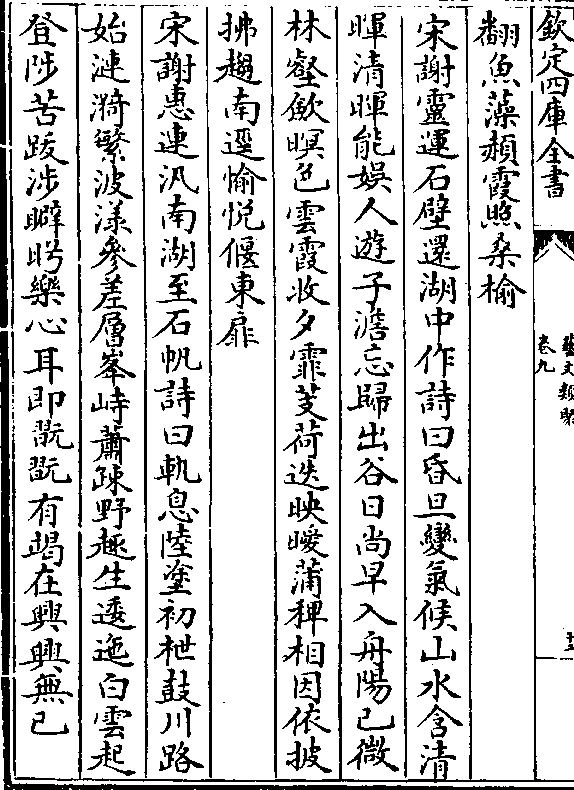 欽定四庫全書
藝文類聚
卷九
翻魚藻赬霞照桑榆
宋謝靈運石壁還湖中作詩曰昏旦變氣候山水含清
暉清暉能娛人遊子澹忘歸出谷日尚早入舟陽已微
林壑斂暝色雲霞收夕霏芰荷迭映曖蒲稗相因依披
拂趨南逕愉悅偃東扉
宋謝惠連汎南湖至石帆詩曰軌息陸塗初枻鼓川路
始漣漪繁波漾參差層峯峙蕭疎野趣生逶迤白雲起
登陟苦跋涉睥眄樂心耳即翫翫有竭在興興無已